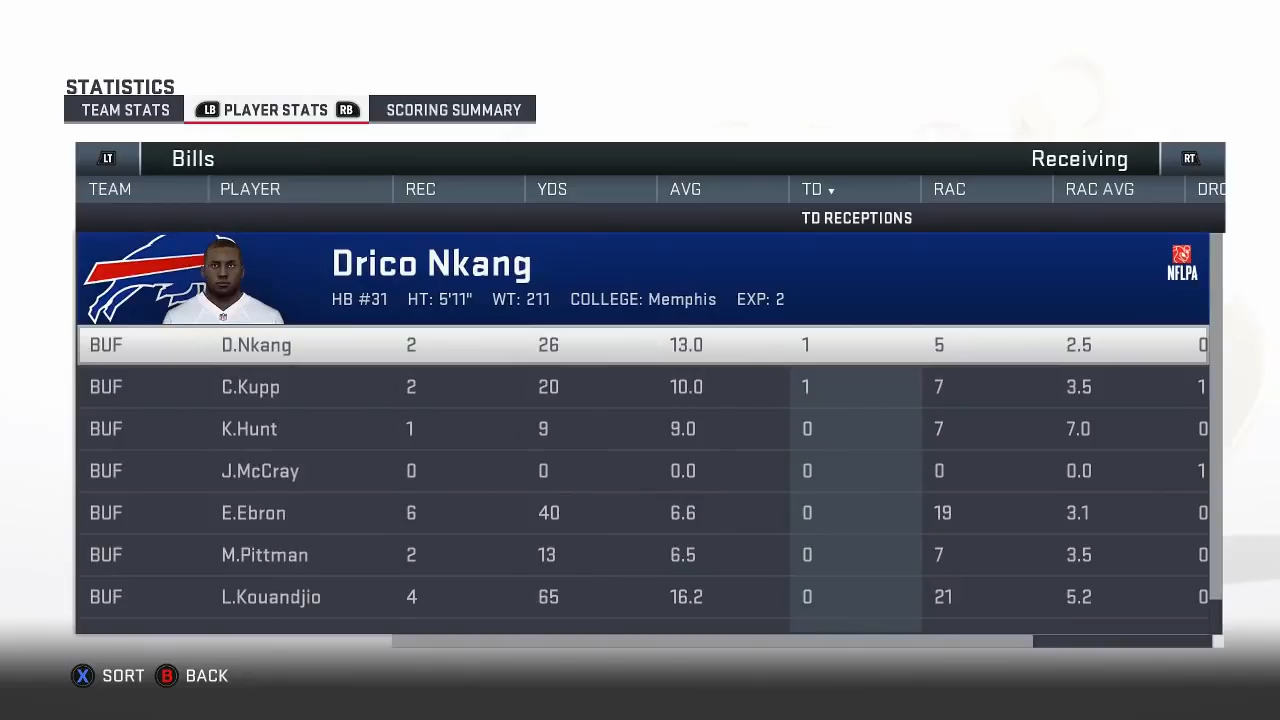 STATISTICS
TEAM STATS LB PLAYER STATS RB SCORING SUMMARY
LT Bills Receiving RT
TEAM PLAYER REC YDS AVG TD ▾ RAC RAC AVG DRO
TD RECEPTIONS
Drico Nkang
HB #31 HT: 5'11" WT: 211 COLLEGE: Memphis EXP: 2
NFLPA
BUF D.Nkang 2 26 13.0 1 5 2.5 0
BUF C.Kupp 2 20 10.0 1 7 3.5 1
BUF K.Hunt 1 9 9.0 0 7 7.0 0
BUF J.McCray 0 0 0.0 0 0 0.0 1
BUF E.Ebron 6 40 6.6 0 19 3.1 0
BUF M.Pittman 2 13 6.5 0 7 3.5 0
BUF L.Kouandjio 4 65 16.2 0 21 5.2 0
X SORT B BACK